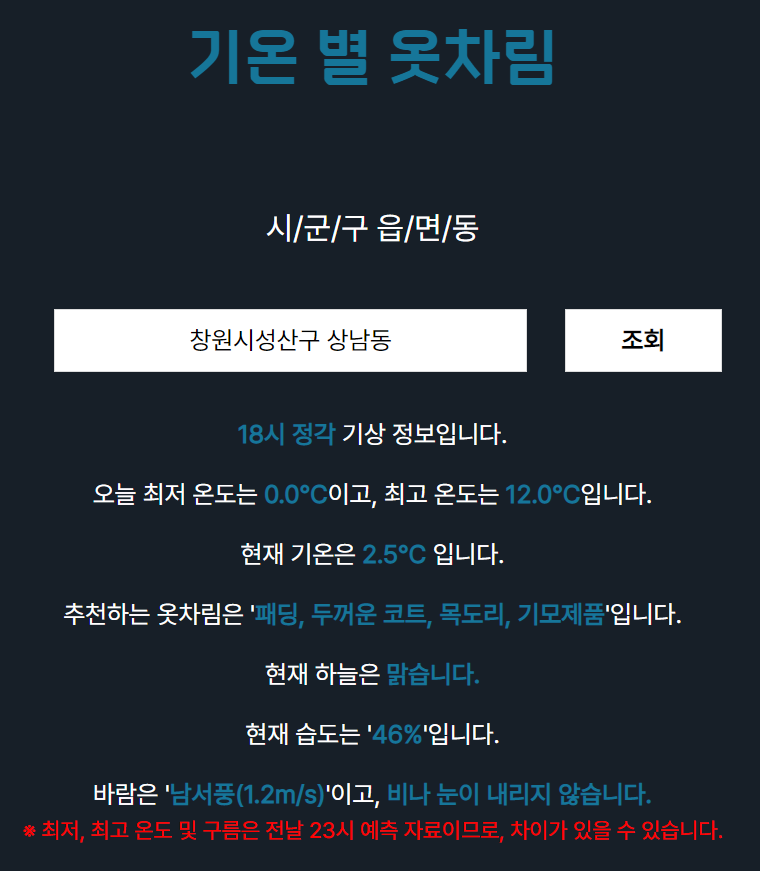 기온 별 옷차림
시/군/구 읍/면/동
창원시성산구 상남동
조회
18시 정각 기상 정보입니다.
오늘 최저 온도는 0.0℃이고, 최고 온도는 12.0℃입니다.
현재 기온은 2.5℃ 입니다.
추천하는 옷차림은 '패딩, 두꺼운 코트, 목도리, 기모제품'입니다.
현재 하늘은 맑습니다.
현재 습도는 '46%'입니다.
바람은 '남서풍(1.2m/s)'이고, 비나 눈이 내리지 않습니다.
※ 최저, 최고 온도 및 구름은 전날 23시 예측 자료이므로, 차이가 있을 수 있습니다.